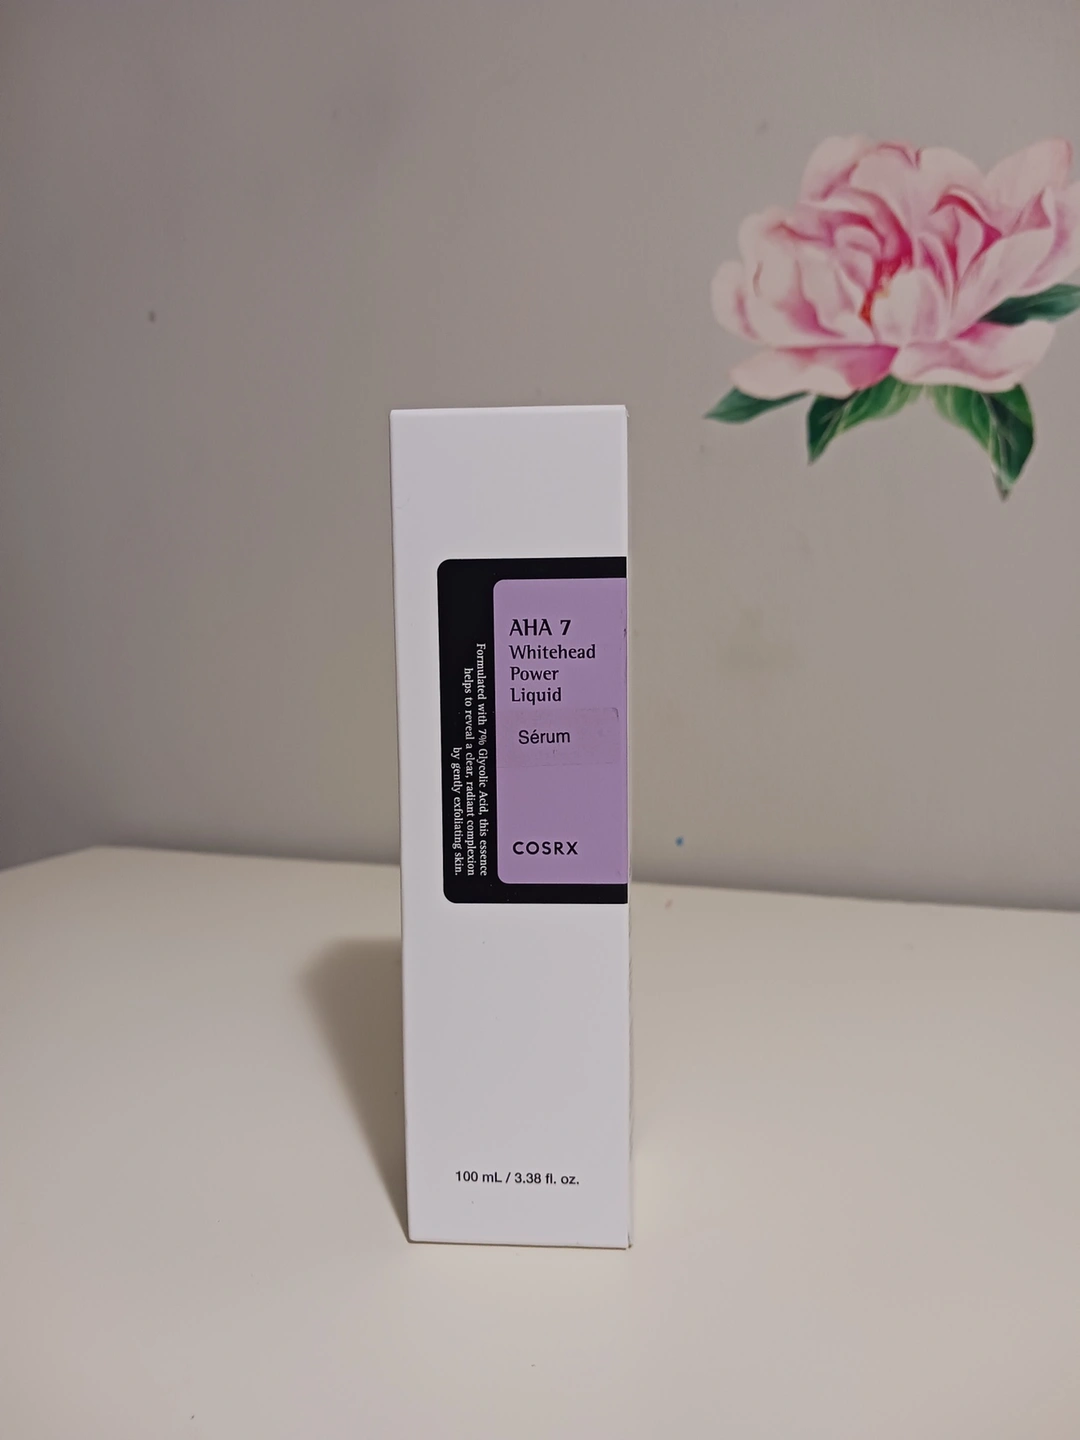 AHA 7
Whitehead
Power
Liquid
Sérum
COSRX
Formulated with 7% Glycolic Acid, this essence
helps to reveal a clear, radiant complexion
by gently exfoliating skin.
100 mL / 3.38 fl. oz.